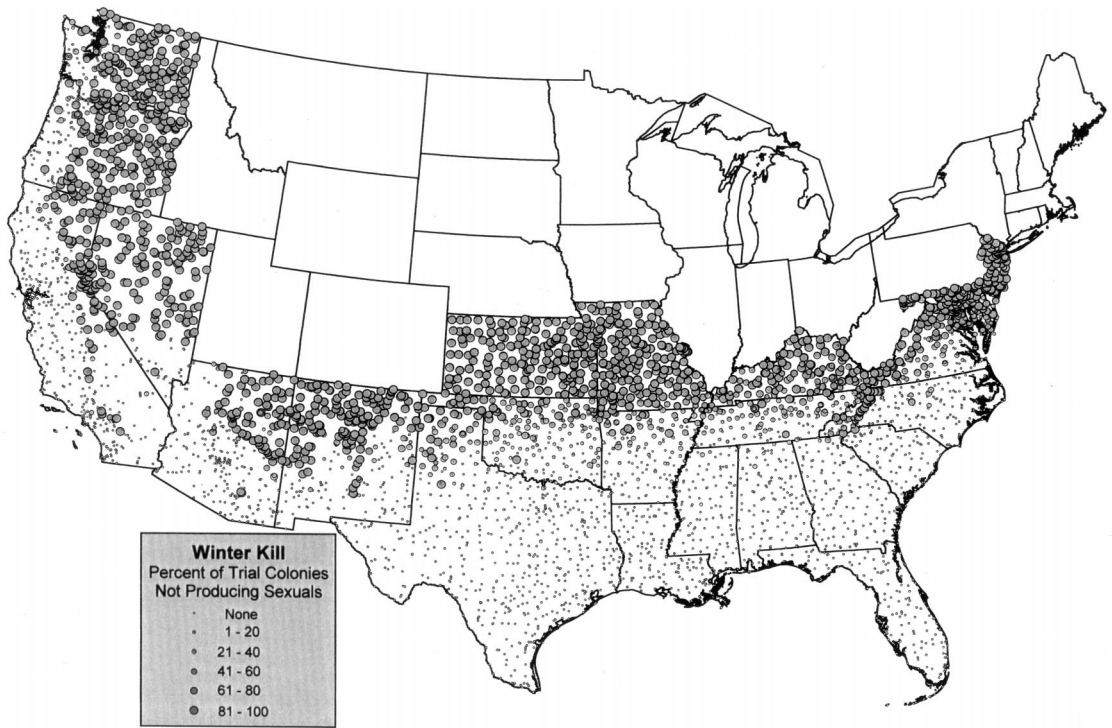 Winter Kill
Percent of Trial Colonies
Not Producing Sexuals
None
1 - 20
21 - 40
41 - 60
61 - 80
81 - 100